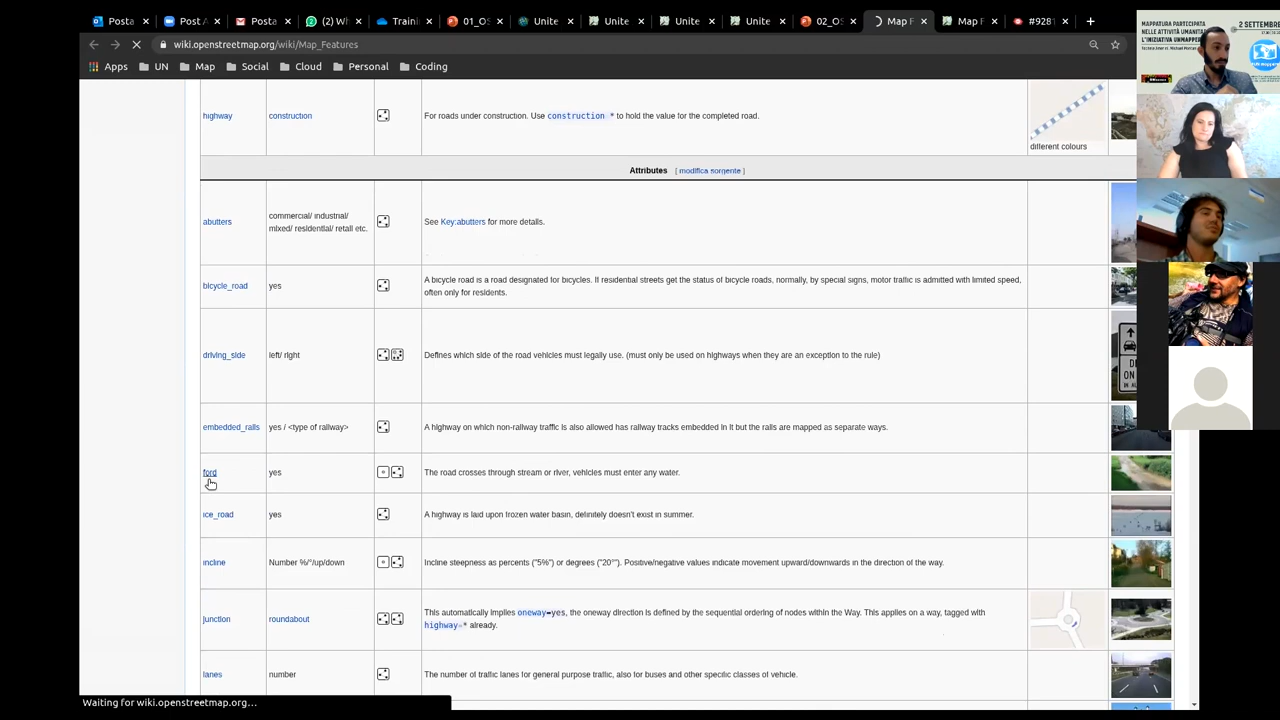 Posta
Post A
Posta
(2) Wh
Trainin
01_OS
Unite
Unite
Unite
Unite
02_OS
Map F
Map F
#9281
wiki.openstreetmap.org/wiki/Map_Features
Apps
UN
Map
Social
Cloud
Personal
Coding
MAPPATURA PARTECIPATA
NELLE ATTIVITÀ UMANITA
L'INIZIATIVA UNMAPPER
2 SETTEMBRE
highway
construction
For roads under construction. Use construction=* to hold the value for the completed road.
different colours
Attributes [ modifica sorgente ]
abutters
commercial/ industrial/
mixed/ residential/ retail etc.
See Key:abutters for more details.
bicycle_road
yes
A bicycle road is a road designated for bicycles. If residential streets get the status of bicycle roads, normally, by special signs, motor traffic is admitted with limited speed,
often only for residents.
driving_side
left/ right
Defines which side of the road vehicles must legally use. (must only be used on highways when they are an exception to the rule)
embedded_rails
yes / <type of railway>
A highway on which non-railway traffic is also allowed has railway tracks embedded in it but the rails are mapped as separate ways.
ford
yes
The road crosses through stream or river, vehicles must enter any water.
ice_road
yes
A highway is laid upon frozen water basin, definitely doesn't exist in summer.
incline
Number %/°/up/down
Incline steepness as percents ("5%") or degrees ("20°"). Positive/negative values indicate movement upward/downwards in the direction of the way.
junction
roundabout
This automatically implies oneway=yes, the oneway direction is defined by the sequential ordering of nodes within the Way. This applies on a way, tagged with
highway=* already.
lanes
number
The number of traffic lanes for general purpose traffic, also for buses and other specific classes of vehicle.
Waiting for wiki.openstreetmap.org…